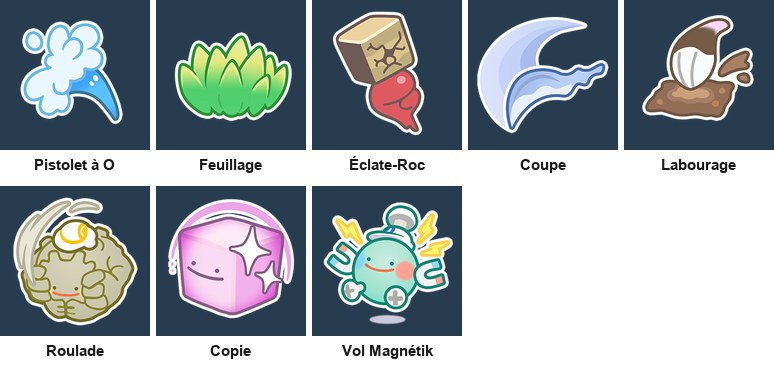 Pistolet à O
Feuillage
Éclate-Roc
Coupe
Labourage
Roulade
Copie
Vol Magnétik